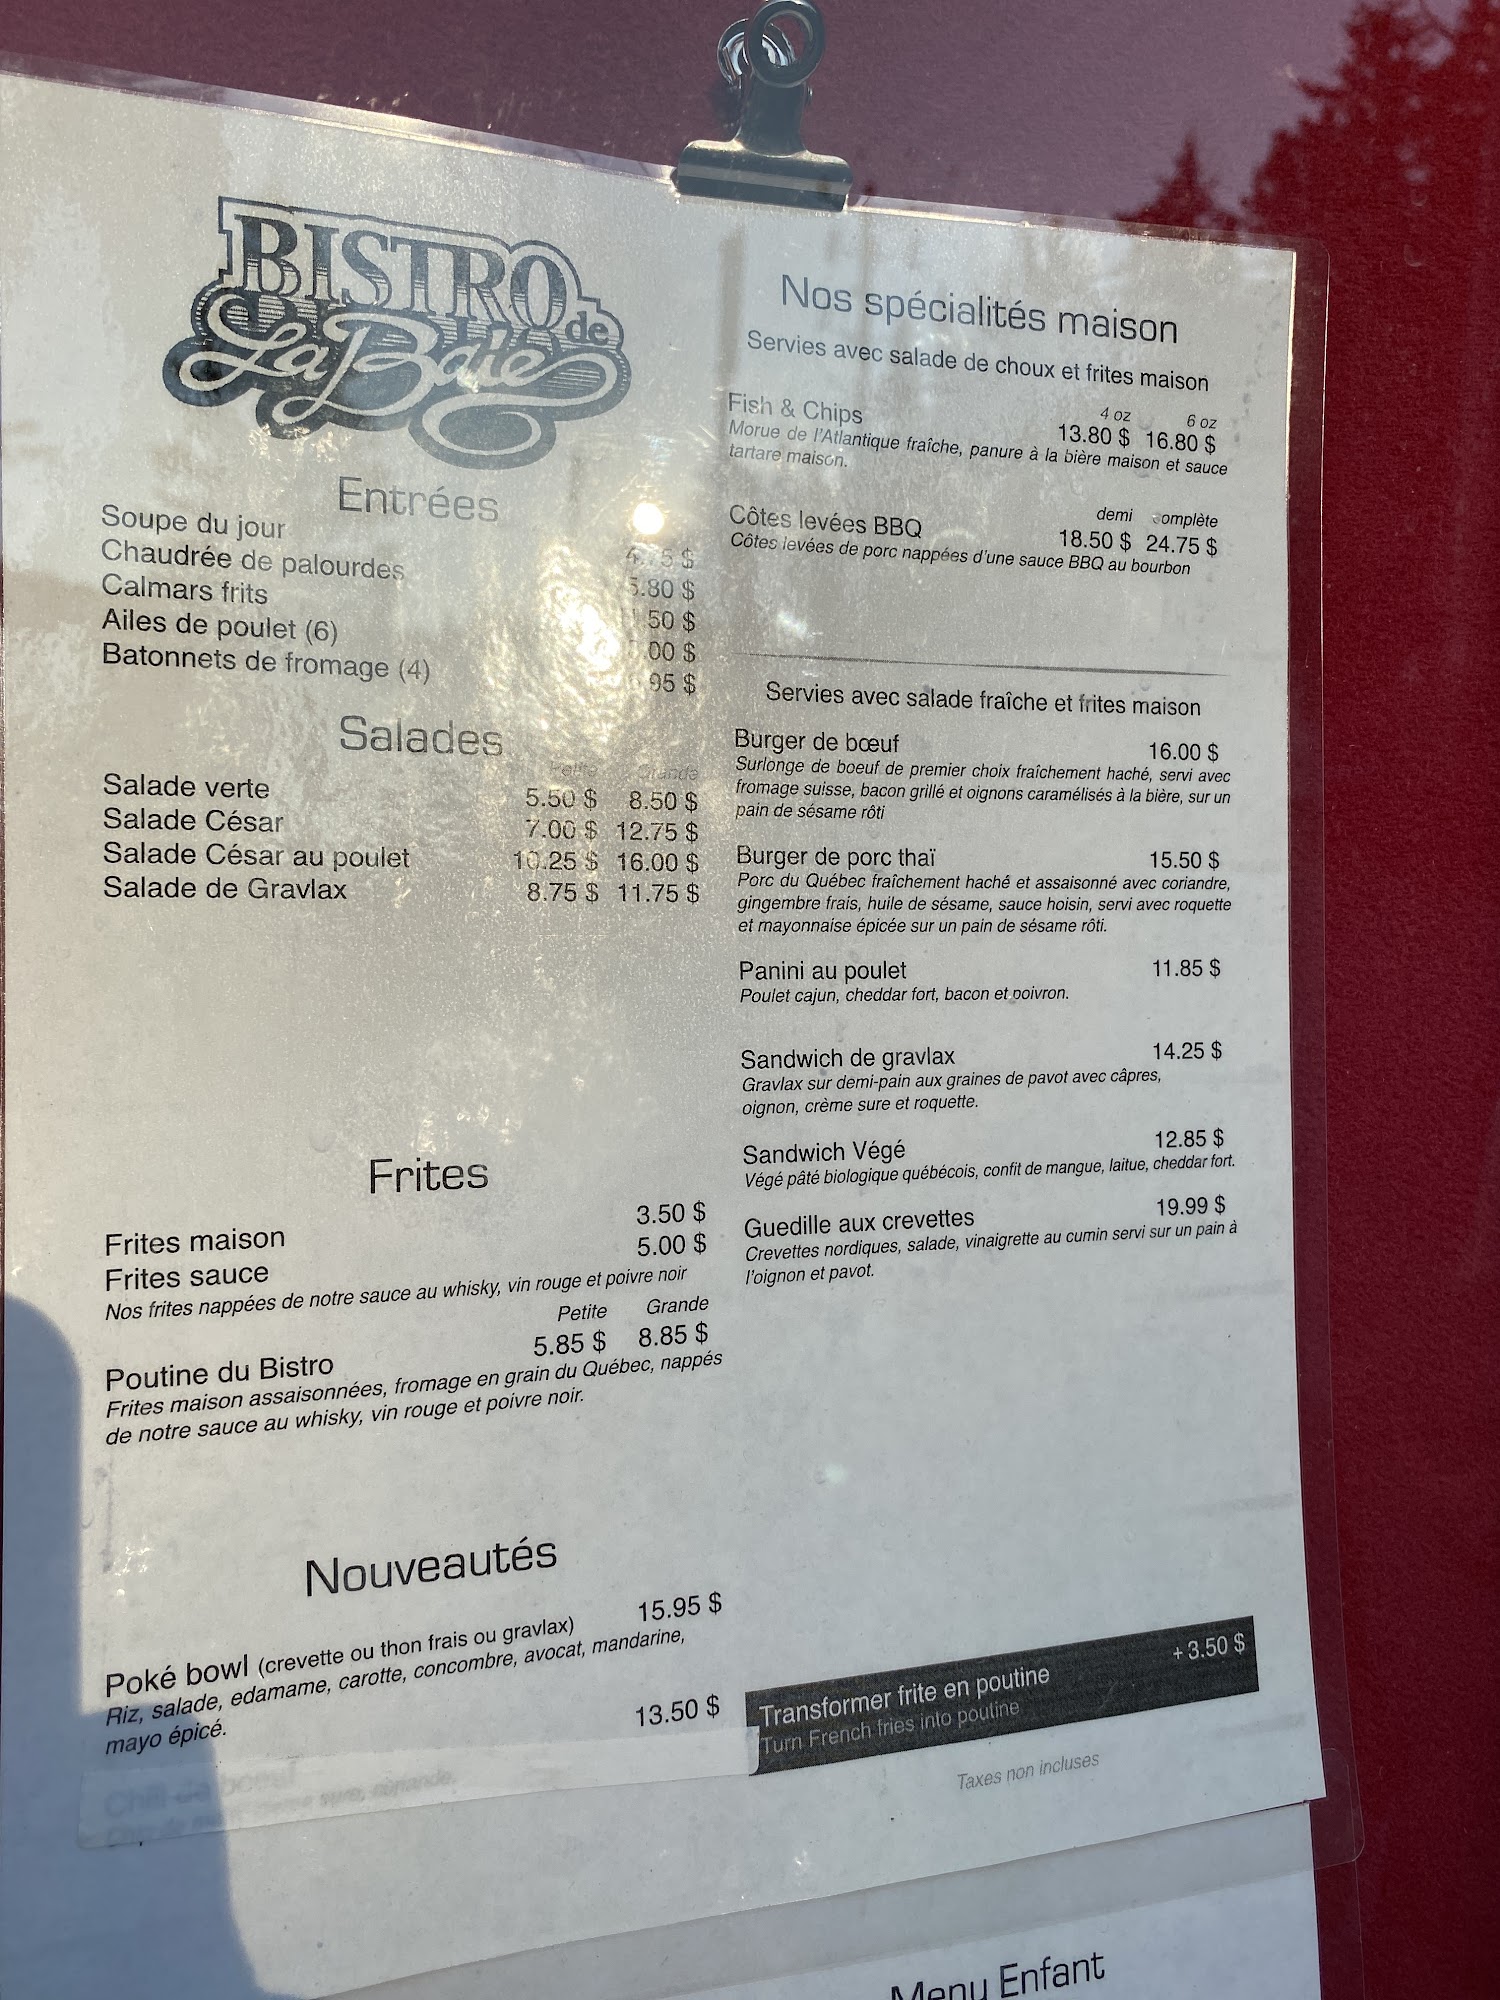 BISTRO de
La Baie
Entrées
Soupe du jour
Chaudrée de palourdes
Calmars frits
Ailes de poulet (6)
Batonnets de fromage (4)
Salades
Petite Grande
Salade verte 5.50 $ 8.50 $
Salade César 7.00 $ 12.75 $
Salade César au poulet 10.25 $ 16.00 $
Salade de Gravlax 8.75 $ 11.75 $
Frites
Frites maison 3.50 $
Frites sauce 5.00 $
Nos frites nappées de notre sauce au whisky, vin rouge et poivre noir
Petite Grande
Poutine du Bistro 5.85 $ 8.85 $
Frites maison assaisonnées, fromage en grain du Québec, nappés
de notre sauce au whisky, vin rouge et poivre noir.
Nouveautés
Poké bowl (crevette ou thon frais ou gravlax) 15.95 $
Riz, salade, edamame, carotte, concombre, avocat, mandarine,
mayo épicé.
13.50 $
Nos spécialités maison
Servies avec salade de choux et frites maison
4 oz 6 oz
Fish & Chips 13.80 $ 16.80 $
Morue de l'Atlantique fraîche, panure à la bière maison et sauce
tartare maison.
demi complète
Côtes levées BBQ 18.50 $ 24.75 $
Côtes levées de porc nappées d'une sauce BBQ au bourbon
Servies avec salade fraîche et frites maison
Burger de bœuf 16.00 $
Surlonge de boeuf de premier choix fraîchement haché, servi avec
fromage suisse, bacon grillé et oignons caramélisés à la bière, sur un
pain de sésame rôti
Burger de porc thaï 15.50 $
Porc du Québec fraîchement haché et assaisonné avec coriandre,
gingembre frais, huile de sésame, sauce hoisin, servi avec roquette
et mayonnaise épicée sur un pain de sésame rôti.
Panini au poulet 11.85 $
Poulet cajun, cheddar fort, bacon et poivron.
Sandwich de gravlax 14.25 $
Gravlax sur demi-pain aux graines de pavot avec câpres,
oignon, crème sure et roquette.
Sandwich Végé 12.85 $
Végé pâté biologique québécois, confit de mangue, laitue, cheddar fort.
Guedille aux crevettes 19.99 $
Crevettes nordiques, salade, vinaigrette au cumin servi sur un pain à
l'oignon et pavot.
Transformer frite en poutine +3.50 $
Turn French fries into poutine
Taxes non incluses
Menu Enfant